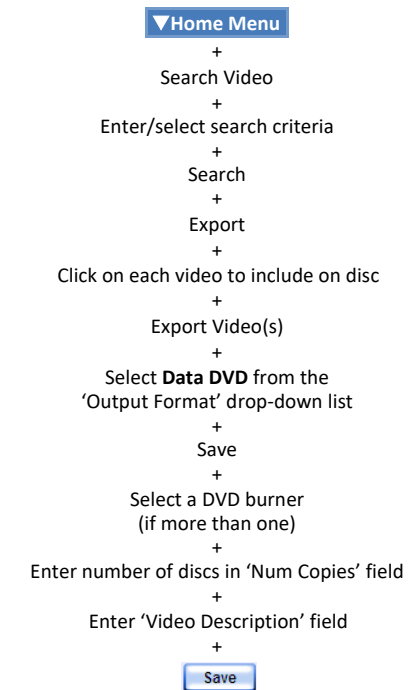 ▼Home Menu
+
Search Video
+
Enter/select search criteria
+
Search
+
Export
+
Click on each video to include on disc
+
Export Video(s)
+
Select Data DVD from the
‘Output Format’ drop-down list
+
Save
+
Select a DVD burner
(if more than one)
+
Enter number of discs in ‘Num Copies’ field
+
Enter ‘Video Description’ field
+
Save